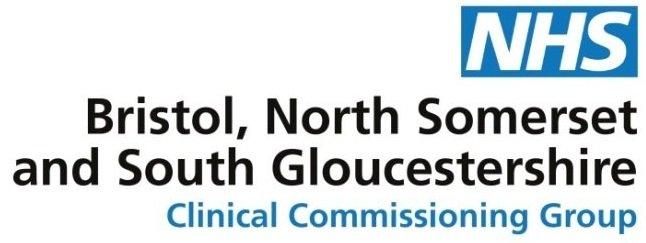 NHS
Bristol, North Somerset
and South Gloucestershire
Clinical Commissioning Group